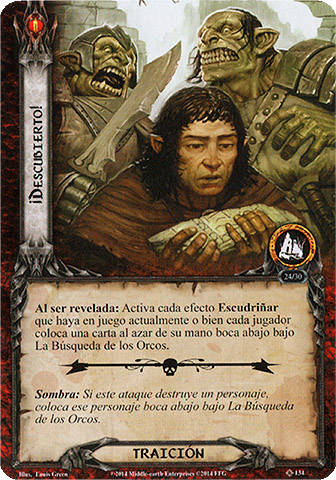 ¡Descubierto!
24/30
Al ser revelada: Activa cada efecto Escudriñar
que haya en juego actualmente o bien cada jugador
coloca una carta al azar de su mano boca abajo bajo
La Búsqueda de los Orcos.
Sombra: Si este ataque destruye un personaje,
coloca ese personaje boca abajo bajo La Búsqueda
de los Orcos.
TRAICIÓN
Illus. Louis Green
©2014 Middle-earth Enterprises ©2014 FFG
134